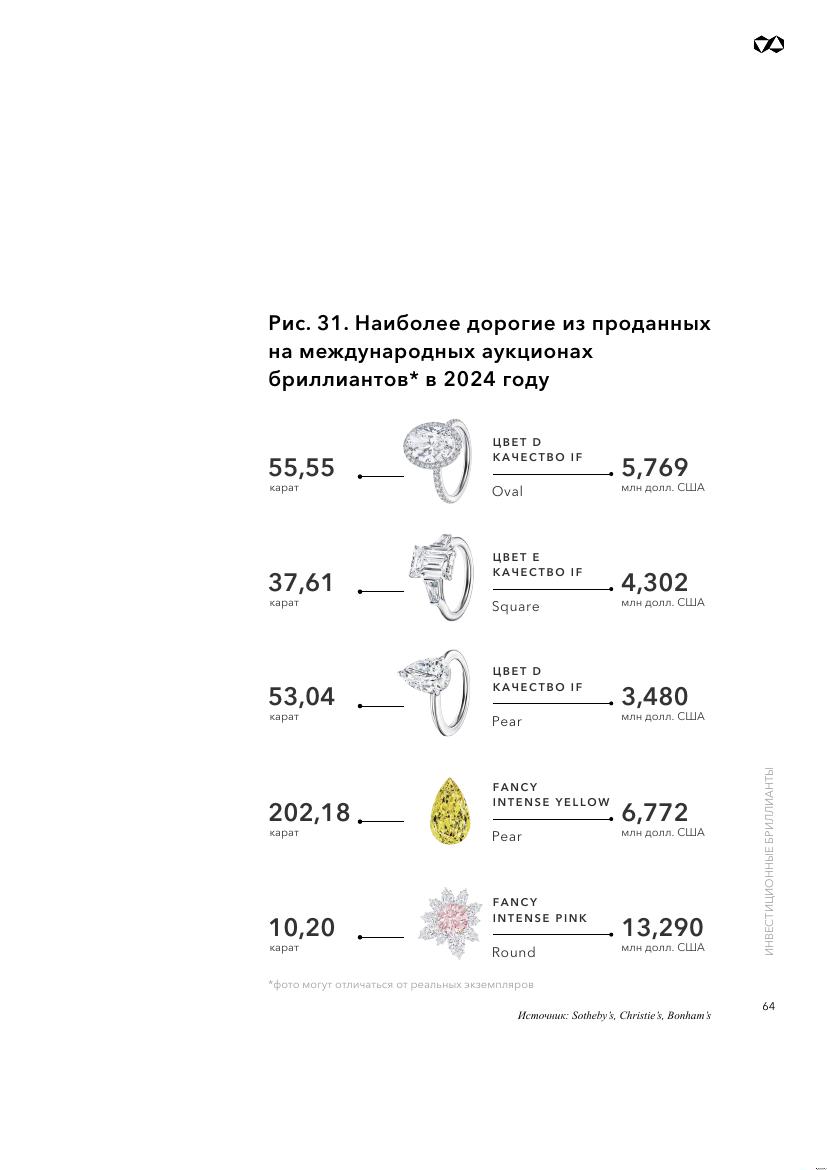 Рис. 31. Наиболее дорогие из проданных
на международных аукционах
бриллиантов* в 2024 году
55,55
карат
ЦВЕТ D
КАЧЕСТВО IF
Oval
5,769
млн долл. США
37,61
карат
ЦВЕТ E
КАЧЕСТВО IF
Square
4,302
млн долл. США
53,04
карат
ЦВЕТ D
КАЧЕСТВО IF
Pear
3,480
млн долл. США
202,18
карат
FANCY
INTENSE YELLOW
Pear
6,772
млн долл. США
10,20
карат
FANCY
INTENSE PINK
Round
13,290
млн долл. США
*фото могут отличаться от реальных экземпляров
Источник: Sotheby's, Christie's, Bonham's
ИНВЕСТИЦИОННЫЕ БРИЛЛИАНТЫ
64